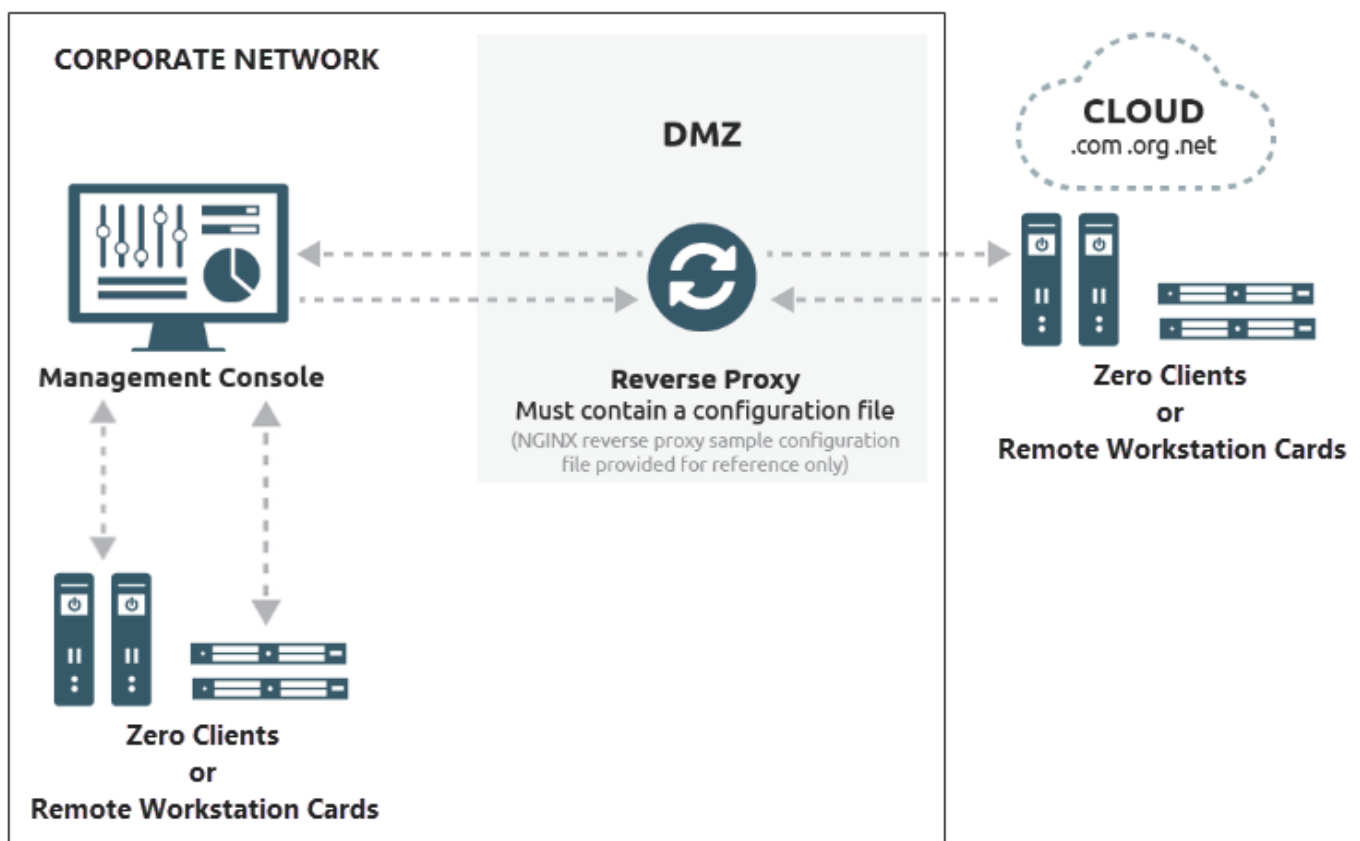 CORPORATE NETWORK
DMZ
CLOUD
.com .org .net
Management Console
Reverse Proxy
Must contain a configuration file
(NGINX reverse proxy sample configuration
file provided for reference only)
Zero Clients
or
Remote Workstation Cards
Zero Clients
or
Remote Workstation Cards